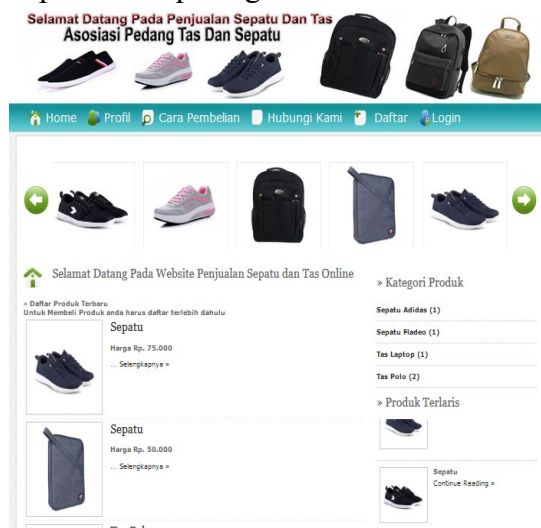 Selamat Datang Pada Penjualan Sepatu Dan Tas
Asosiasi Pedang Tas Dan Sepatu
Home Profil Cara Pembelian Hubungi Kami Daftar Login
Selamat Datang Pada Website Penjualan Sepatu dan Tas Online
» Daftar Produk Terbaru
Untuk Membeli Produk anda harus daftar terlebih dahulu
Sepatu
Harga Rp. 75.000
... Selengkapnya »
Sepatu
Harga Rp. 50.000
... Selengkapnya »
» Kategori Produk
Sepatu Adidas (1)
Sepatu Fladeo (1)
Tas Laptop (1)
Tas Polo (2)
» Produk Terlaris
Sepatu
Continue Reading »